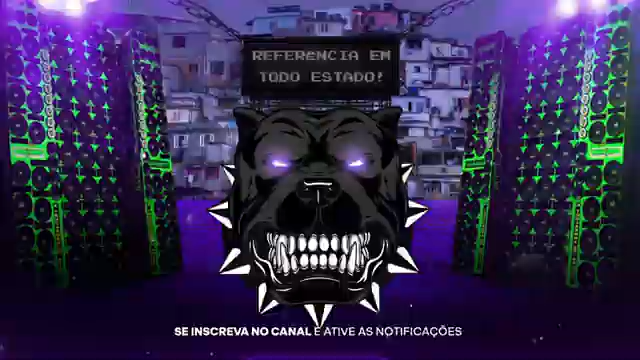 REFERENCIA EM
TODO ESTADO!
SE INSCREVA NO CANAL E ATIVE AS NOTIFICAÇÕES